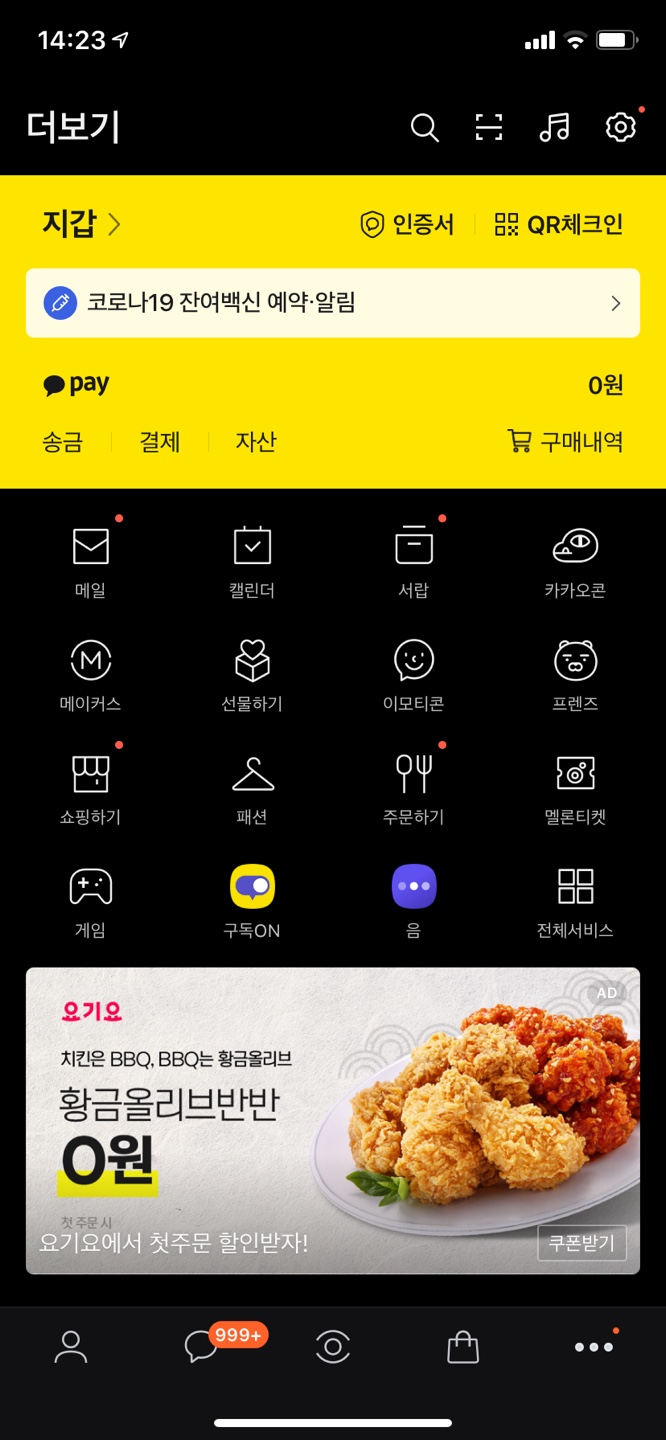 14:23
더보기
지갑
인증서
QR체크인
코로나19 잔여백신 예약·알림
pay
0원
송금
결제
자산
구매내역
메일
캘린더
서랍
카카오콘
메이커스
선물하기
이모티콘
프렌즈
쇼핑하기
패션
주문하기
멜론티켓
게임
구독ON
음
전체서비스
AD
요기요
치킨은 BBQ, BBQ는 황금올리브
황금올리브반반
0원
첫 주문 시
요기요에서 첫주문 할인받자!
쿠폰받기
999+